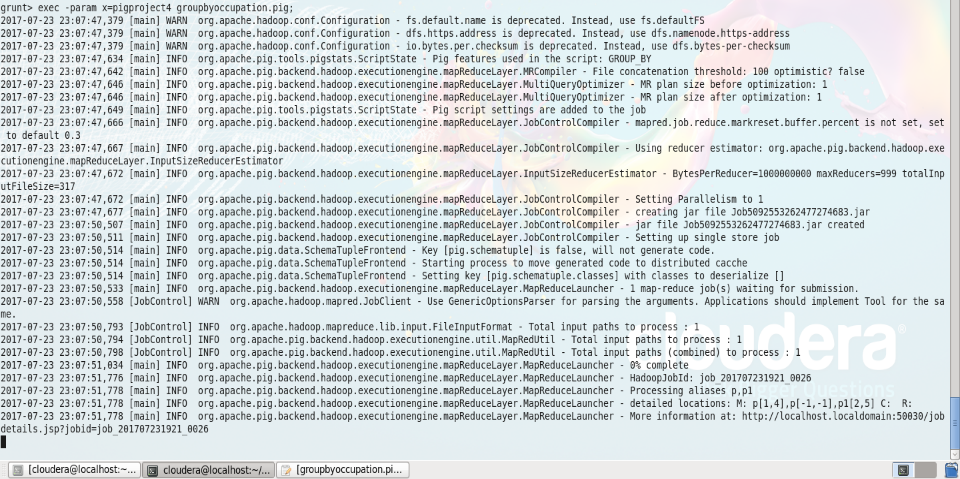 grunt> exec -param x=pigproject4 groupbyoccupation.pig;
2017-07-23 23:07:47,379 [main] WARN  org.apache.hadoop.conf.Configuration - fs.default.name is deprecated. Instead, use fs.defaultFS
2017-07-23 23:07:47,379 [main] WARN  org.apache.hadoop.conf.Configuration - dfs.https.address is deprecated. Instead, use dfs.namenode.https-address
2017-07-23 23:07:47,379 [main] WARN  org.apache.hadoop.conf.Configuration - io.bytes.per.checksum is deprecated. Instead, use dfs.bytes-per-checksum
2017-07-23 23:07:47,634 [main] INFO  org.apache.pig.tools.pigstats.ScriptState - Pig features used in the script: GROUP_BY
2017-07-23 23:07:47,642 [main] INFO  org.apache.pig.backend.hadoop.executionengine.mapReduceLayer.MRCompiler - File concatenation threshold: 100 optimistic? false
2017-07-23 23:07:47,646 [main] INFO  org.apache.pig.backend.hadoop.executionengine.mapReduceLayer.MultiQueryOptimizer - MR plan size before optimization: 1
2017-07-23 23:07:47,646 [main] INFO  org.apache.pig.backend.hadoop.executionengine.mapReduceLayer.MultiQueryOptimizer - MR plan size after optimization: 1
2017-07-23 23:07:47,649 [main] INFO  org.apache.pig.tools.pigstats.ScriptState - Pig script settings are added to the job
2017-07-23 23:07:47,666 [main] INFO  org.apache.pig.backend.hadoop.executionengine.mapReduceLayer.JobControlCompiler - mapred.job.reduce.markreset.buffer.percent is not set, set
 to default 0.3
2017-07-23 23:07:47,667 [main] INFO  org.apache.pig.backend.hadoop.executionengine.mapReduceLayer.JobControlCompiler - Using reducer estimator: org.apache.pig.backend.hadoop.exe
cutionengine.mapReduceLayer.InputSizeReducerEstimator
2017-07-23 23:07:47,672 [main] INFO  org.apache.pig.backend.hadoop.executionengine.mapReduceLayer.InputSizeReducerEstimator - BytesPerReducer=1000000000 maxReducers=999 totalInp
utFileSize=317
2017-07-23 23:07:47,672 [main] INFO  org.apache.pig.backend.hadoop.executionengine.mapReduceLayer.JobControlCompiler - Setting Parallelism to 1
2017-07-23 23:07:47,677 [main] INFO  org.apache.pig.backend.hadoop.executionengine.mapReduceLayer.JobControlCompiler - creating jar file Job5092553262477274683.jar
2017-07-23 23:07:50,507 [main] INFO  org.apache.pig.backend.hadoop.executionengine.mapReduceLayer.JobControlCompiler - jar file Job5092553262477274683.jar created
2017-07-23 23:07:50,511 [main] INFO  org.apache.pig.backend.hadoop.executionengine.mapReduceLayer.JobControlCompiler - Setting up single store job
2017-07-23 23:07:50,514 [main] INFO  org.apache.pig.data.SchemaTupleFrontend - Key [pig.schematuple] is false, will not generate code.
2017-07-23 23:07:50,514 [main] INFO  org.apache.pig.data.SchemaTupleFrontend - Starting process to move generated code to distributed cacche
2017-07-23 23:07:50,514 [main] INFO  org.apache.pig.data.SchemaTupleFrontend - Setting key [pig.schematuple.classes] with classes to deserialize []
2017-07-23 23:07:50,533 [main] INFO  org.apache.pig.backend.hadoop.executionengine.mapReduceLayer.MapReduceLauncher - 1 map-reduce job(s) waiting for submission.
2017-07-23 23:07:50,558 [JobControl] WARN  org.apache.hadoop.mapred.JobClient - Use GenericOptionsParser for parsing the arguments. Applications should implement Tool for the sa
me.
2017-07-23 23:07:50,793 [JobControl] INFO  org.apache.hadoop.mapreduce.lib.input.FileInputFormat - Total input paths to process : 1
2017-07-23 23:07:50,794 [JobControl] INFO  org.apache.pig.backend.hadoop.executionengine.util.MapRedUtil - Total input paths to process : 1
2017-07-23 23:07:50,798 [JobControl] INFO  org.apache.pig.backend.hadoop.executionengine.util.MapRedUtil - Total input paths (combined) to process : 1
2017-07-23 23:07:51,034 [main] INFO  org.apache.pig.backend.hadoop.executionengine.mapReduceLayer.MapReduceLauncher - 0% complete
2017-07-23 23:07:51,776 [main] INFO  org.apache.pig.backend.hadoop.executionengine.mapReduceLayer.MapReduceLauncher - HadoopJobId: job_201707231921_0026
2017-07-23 23:07:51,778 [main] INFO  org.apache.pig.backend.hadoop.executionengine.mapReduceLayer.MapReduceLauncher - Processing aliases p,p1
2017-07-23 23:07:51,778 [main] INFO  org.apache.pig.backend.hadoop.executionengine.mapReduceLayer.MapReduceLauncher - detailed locations: M: p[1,4],p[-1,-1],p1[2,5] C:  R:
2017-07-23 23:07:51,778 [main] INFO  org.apache.pig.backend.hadoop.executionengine.mapReduceLayer.MapReduceLauncher - More information at: http://localhost.localdomain:50030/job
details.jsp?jobid=job_201707231921_0026
cloudera
[cloudera@localhost:~... cloudera@localhost:~/... [groupbyoccupation.pi...